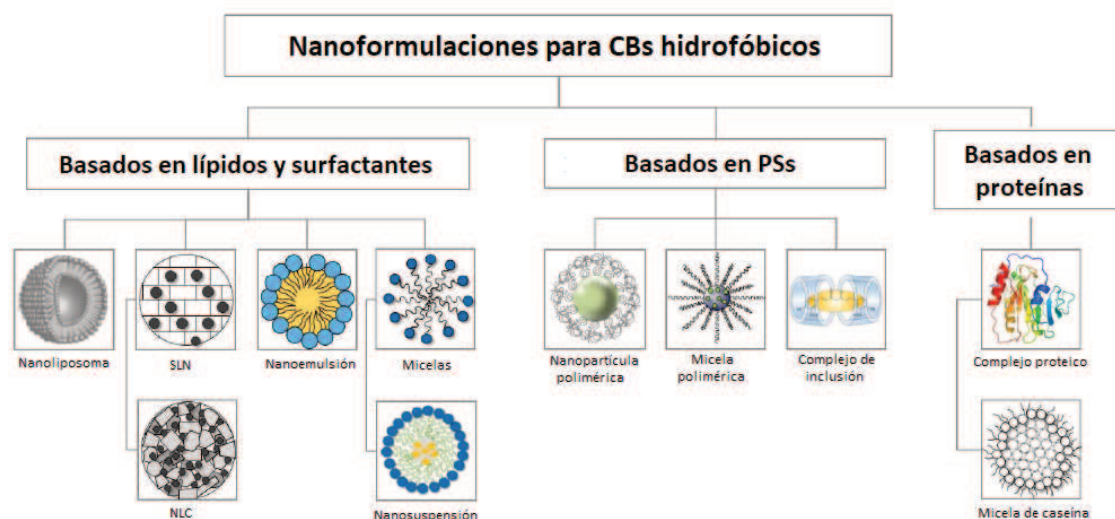 Nanoformulaciones para CBs hidrofóbicos
Basados en lípidos y surfactantes
Basados en PSs
Basados en
proteínas
Nanoliposoma
SLN
Nanoemulsión
Micelas
Nanopartícula
polimérica
Micela
polimérica
Complejo de
inclusión
Complejo proteico
NLC
Nanosuspensión
Micela de caseína